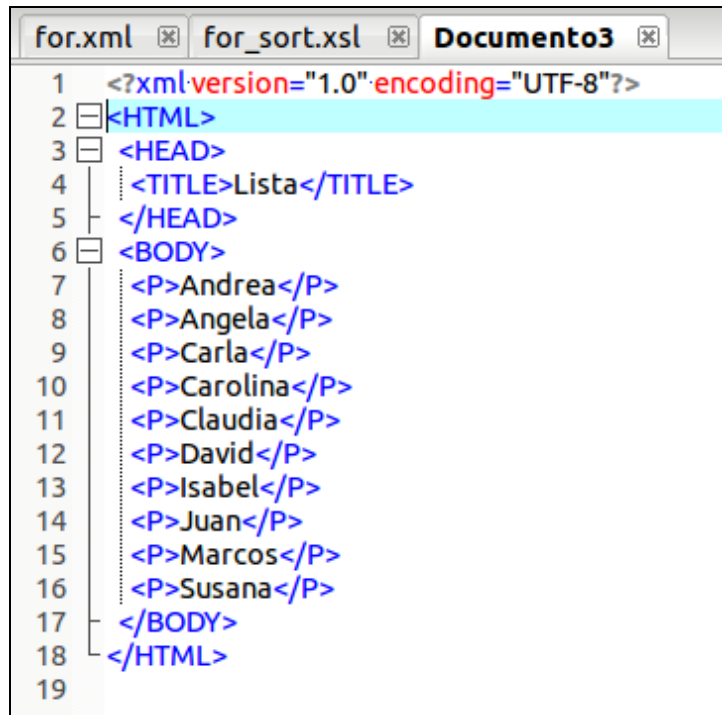 for.xml for_sort.xsl Documento3
1 <?xml version="1.0" encoding="UTF-8"?>
2 <HTML>
3 <HEAD>
4 <TITLE>Lista</TITLE>
5 </HEAD>
6 <BODY>
7 <P>Andrea</P>
8 <P>Angela</P>
9 <P>Carla</P>
10 <P>Carolina</P>
11 <P>Claudia</P>
12 <P>David</P>
13 <P>Isabel</P>
14 <P>Juan</P>
15 <P>Marcos</P>
16 <P>Susana</P>
17 </BODY>
18 </HTML>
19